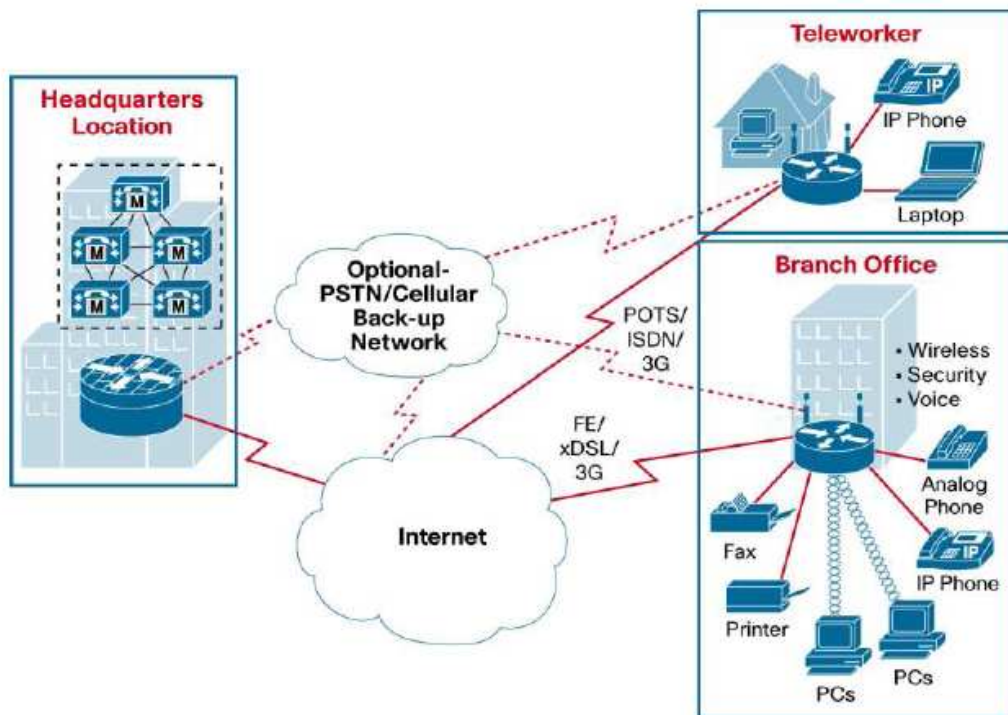 Headquarters
Location
M
M
M
M
M
Optional-
PSTN/Cellular
Back-up
Network
Internet
POTS/
ISDN/
3G
FE/
xDSL/
3G
Teleworker
IP
IP Phone
Laptop
Branch Office
• Wireless
• Security
• Voice
Analog
Phone
Fax
IP
IP Phone
Printer
PCs
PCs